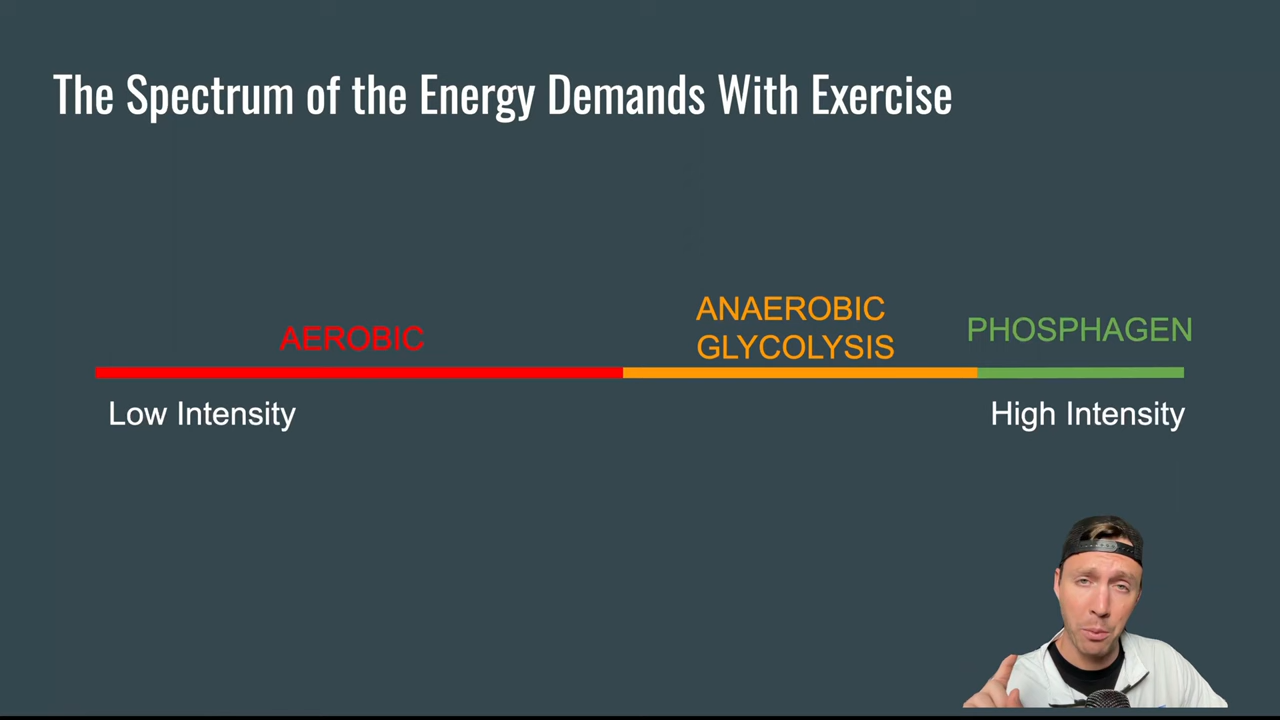 The Spectrum of the Energy Demands With Exercise
AEROBIC
ANAEROBIC
GLYCOLYSIS
PHOSPHAGEN
Low Intensity
High Intensity